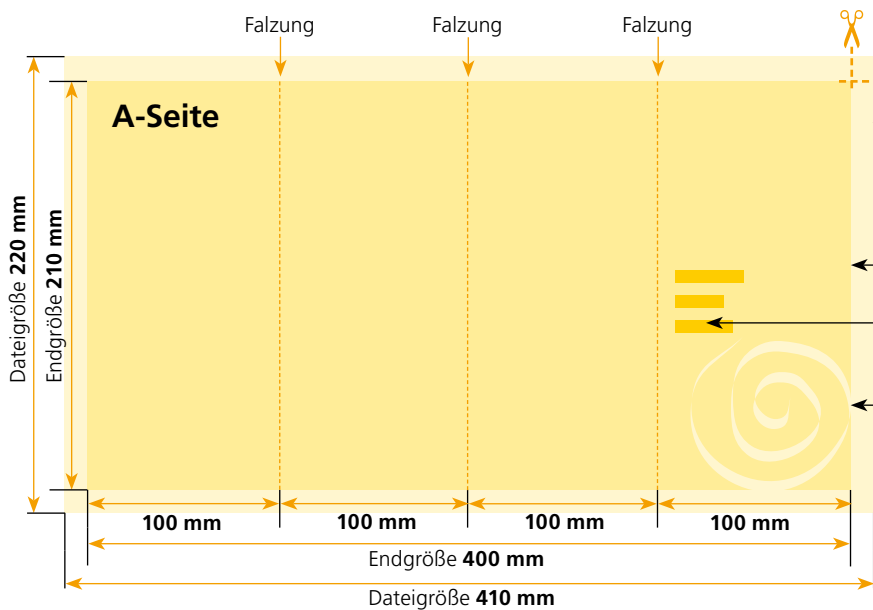 Falzung
Falzung
Falzung
A-Seite
Dateigröße 220 mm
Endgröße 210 mm
100 mm
100 mm
100 mm
100 mm
Endgröße 400 mm
Dateigröße 410 mm